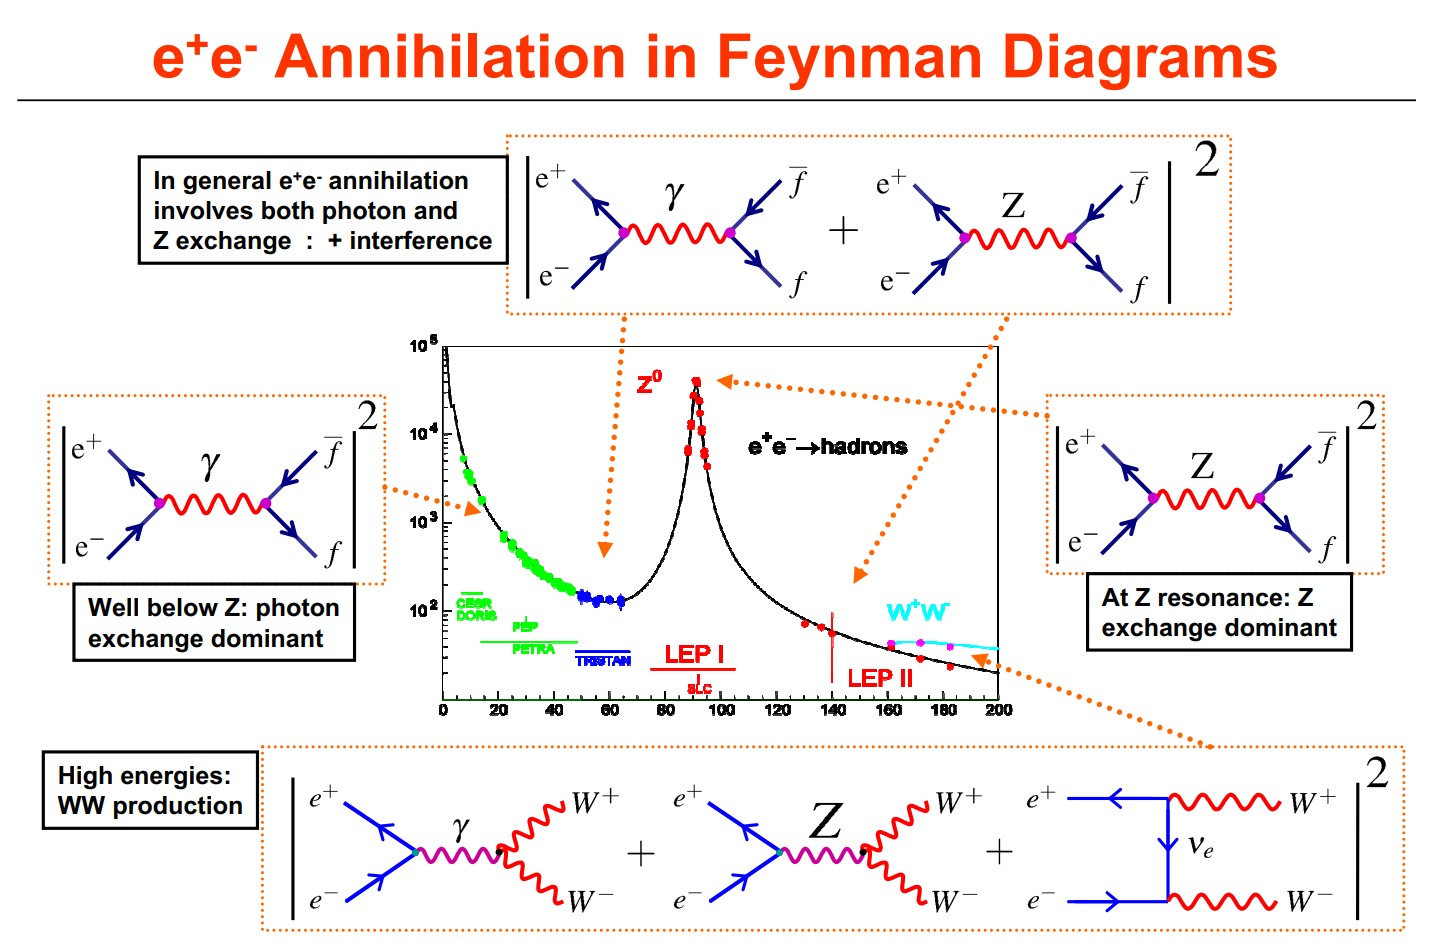 e⁺e⁻ Annihilation in Feynman Diagrams
In general e⁺e⁻ annihilation
involves both photon and
Z exchange : + interference
e⁺
γ
f̅
e⁻
f
+
e⁺
Z
f̅
e⁻
f
2
e⁺
γ
f̅
e⁻
f
2
Well below Z: photon
exchange dominant
10⁵
10⁴
10³
10²
Z⁰
e⁺e⁻→hadrons
CESR
DORIS
PEP
PETRA
TRISTAN
LEP I
SLC
W⁺W⁻
LEP II
0 20 40 60 80 100 120 140 160 180 200
e⁺
Z
f̅
e⁻
f
2
At Z resonance: Z
exchange dominant
High energies:
WW production
e⁺
γ
W⁺
e⁻
W⁻
+
e⁺
Z
W⁺
e⁻
W⁻
+
e⁺
W⁺
νₑ
e⁻
W⁻
2